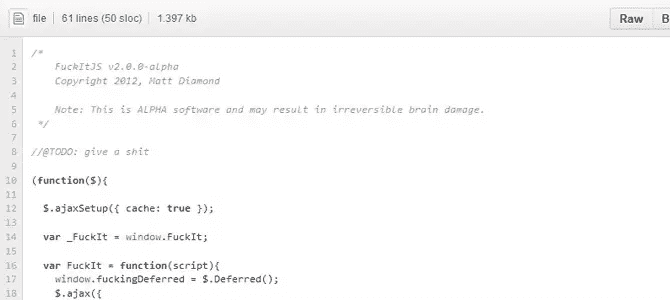 file 61 lines (50 sloc) 1.397 kb Raw B
1 /*
2 FuckItJS v2.0.0-alpha
3 Copyright 2012, Matt Diamond
4
5 Note: This is ALPHA software and may result in irreversible brain damage.
6 */
7
8 //@TODO: give a shit
9
10 (function($){
11
12 $.ajaxSetup({ cache: true });
13
14 var _FuckIt = window.FuckIt;
15
16 var FuckIt = function(script){
17 window.fuckingDeferred = $.Deferred();
18 $.ajax({